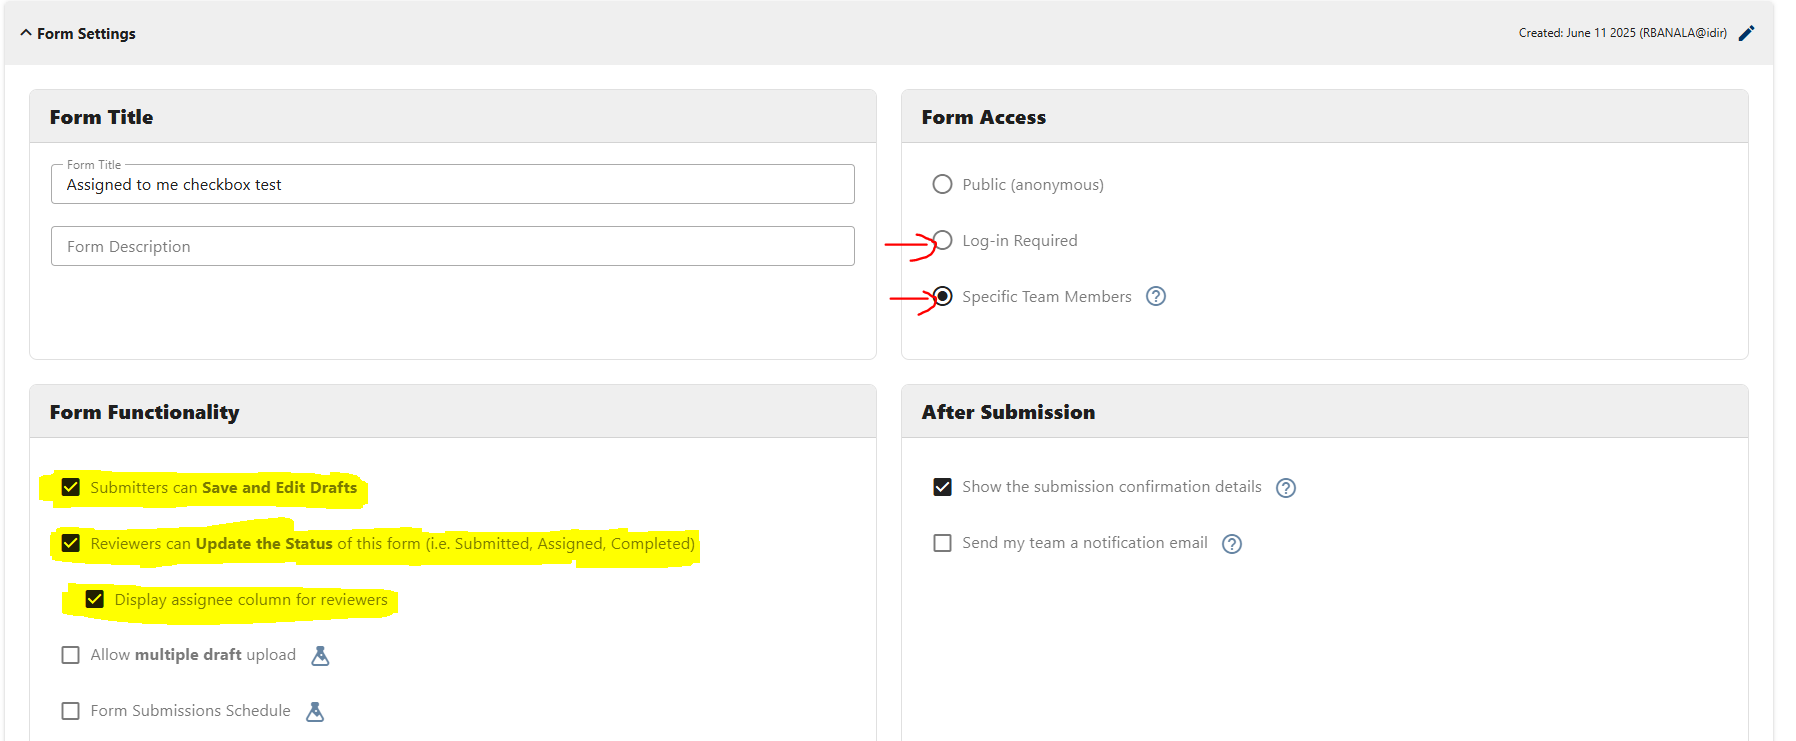 Form Settings
Created: June 11 2025 (RBANALA@idir)
Form Title
Form Title
Assigned to me checkbox test
Form Description
Form Access
Public (anonymous)
Log-in Required
Specific Team Members
Form Functionality
Submitters can Save and Edit Drafts
Reviewers can Update the Status of this form (i.e. Submitted, Assigned, Completed)
Display assignee column for reviewers
Allow multiple draft upload
Form Submissions Schedule
After Submission
Show the submission confirmation details
Send my team a notification email